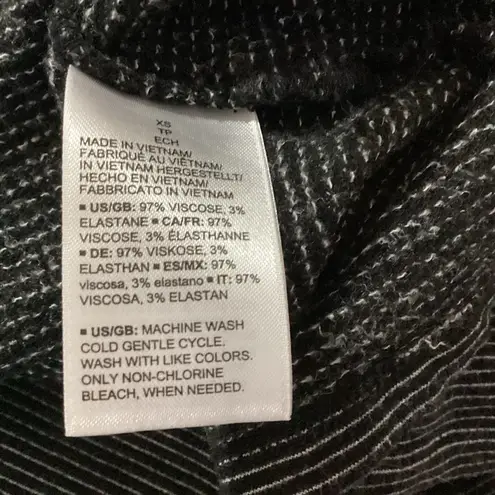 XS
TP
ECH
MADE IN VIETNAM/
FABRIQUÉ AU VIETNAM/
IN VIETNAM HERGESTELLT/
HECHO EN VIETNAM/
FABBRICATO IN VIETNAM
▪ US/GB: 97% VISCOSE, 3%
ELASTANE ▪ CA/FR: 97%
VISCOSE, 3% ÉLASTHANNE
▪ DE: 97% VISKOSE, 3%
ELASTHAN ▪ ES/MX: 97%
viscosa, 3% elastano ▪ IT: 97%
VISCOSA, 3% ELASTAN
▪ US/GB: MACHINE WASH
COLD GENTLE CYCLE.
WASH WITH LIKE COLORS.
ONLY NON-CHLORINE
BLEACH, WHEN NEEDED.